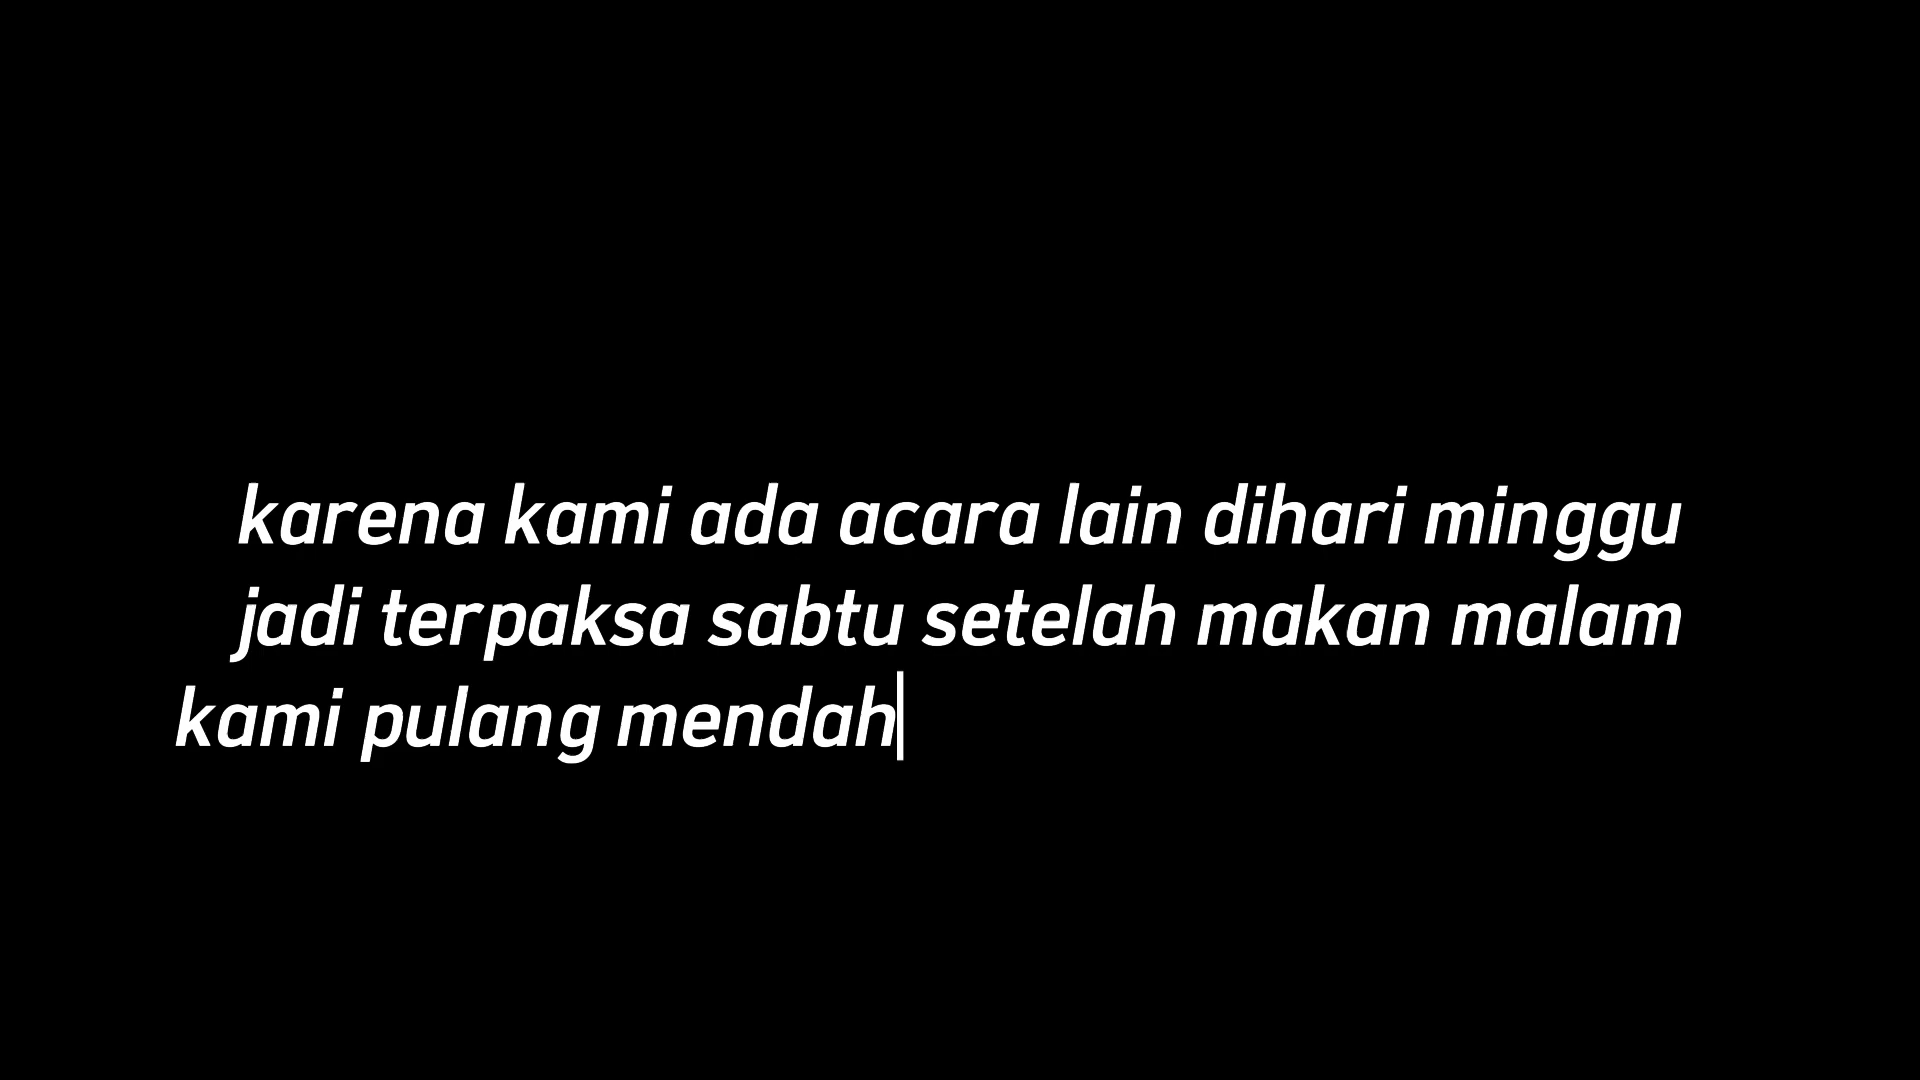 karena kami ada acara lain dihari minggu
jadi terpaksa sabtu setelah makan malam
kami pulang mendah